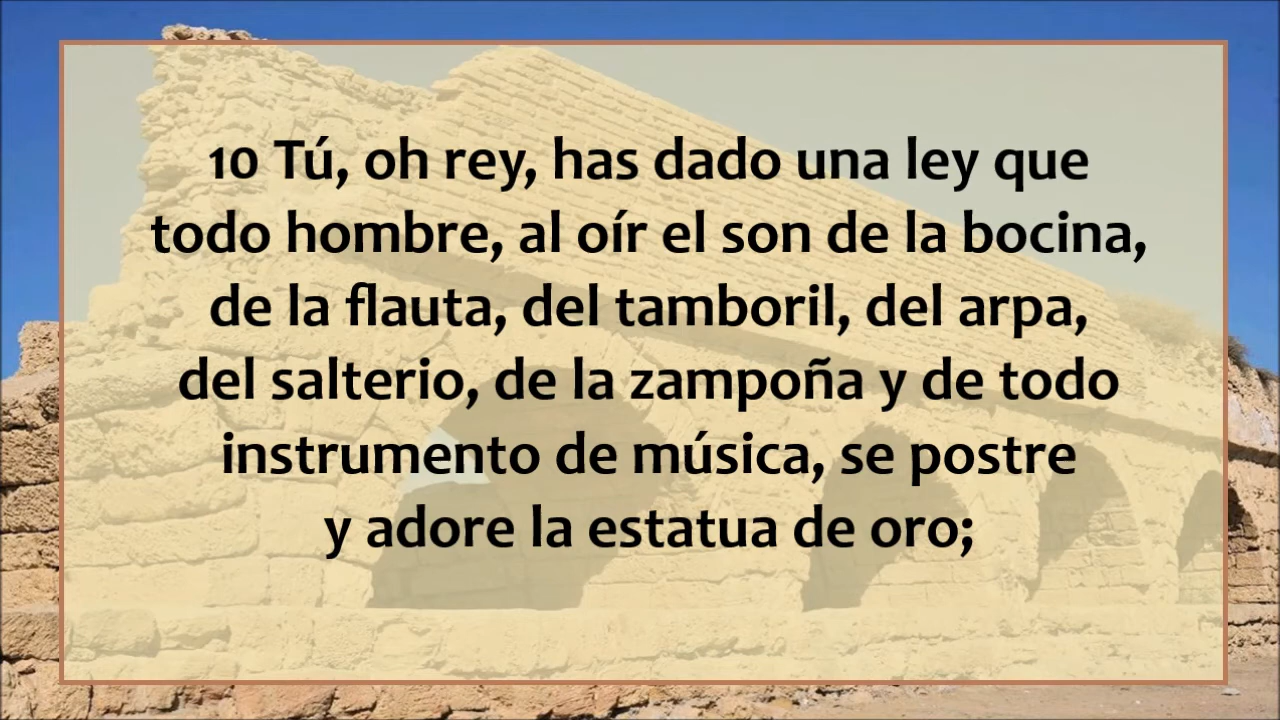 10 Tú, oh rey, has dado una ley que
todo hombre, al oír el son de la bocina,
de la flauta, del tamboril, del arpa,
del salterio, de la zampoña y de todo
instrumento de música, se postre
y adore la estatua de oro;